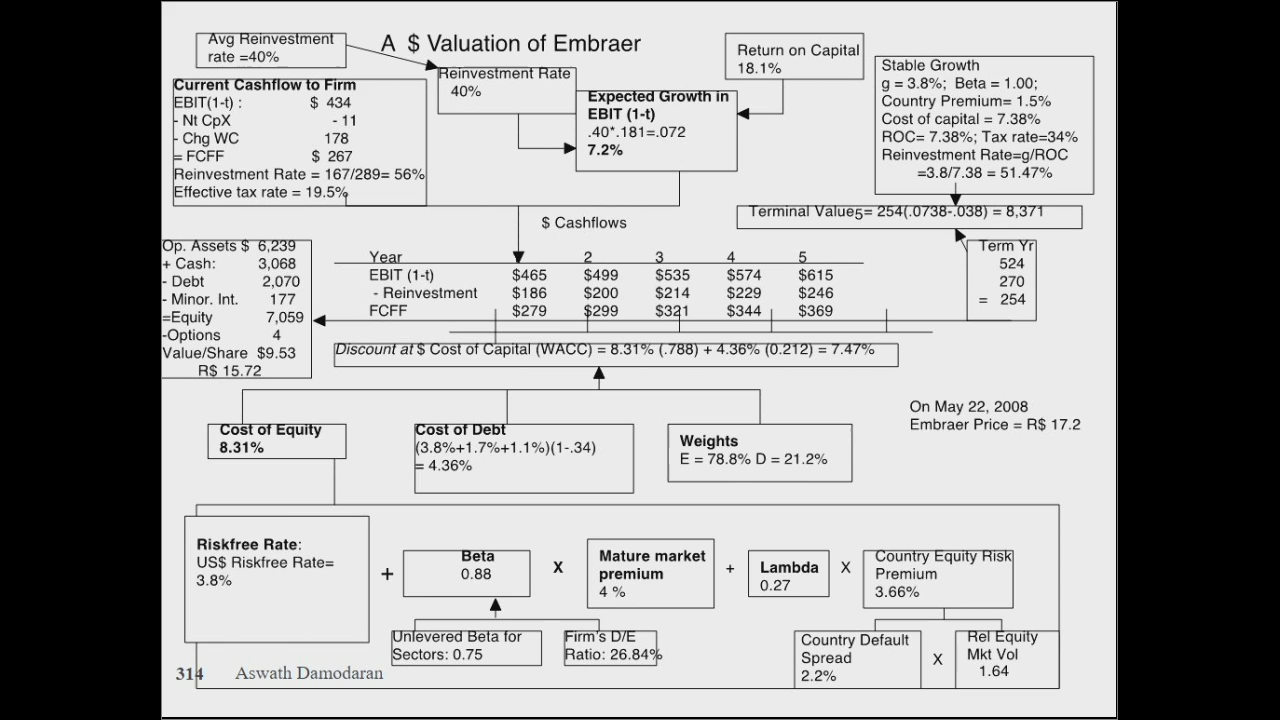 A $ Valuation of Embraer
Avg Reinvestment
rate =40%
Reinvestment Rate
40%
Return on Capital
18.1%
Expected Growth in
EBIT (1-t)
.40*.181=.072
7.2%
Stable Growth
g = 3.8%; Beta = 1.00;
Country Premium= 1.5%
Cost of capital = 7.38%
ROC= 7.38%; Tax rate=34%
Reinvestment Rate=g/ROC
=3.8/7.38 = 51.47%
Current Cashflow to Firm
EBIT(1-t) : $ 434
- Nt CpX - 11
- Chg WC 178
= FCFF $ 267
Reinvestment Rate = 167/289= 56%
Effective tax rate = 19.5%
$ Cashflows
Terminal Value5= 254(.0738-.038) = 8,371
Op. Assets $ 6,239
+ Cash: 3,068
- Debt 2,070
- Minor. Int. 177
=Equity 7,059
-Options 4
Value/Share $9.53
R$ 15.72
Year 2 3 4 5
EBIT (1-t) $465 $499 $535 $574 $615
- Reinvestment $186 $200 $214 $229 $246
FCFF $279 $299 $321 $344 $369
Term Yr
524
270
= 254
Discount at $ Cost of Capital (WACC) = 8.31% (.788) + 4.36% (0.212) = 7.47%
On May 22, 2008
Embraer Price = R$ 17.2
Cost of Equity
8.31%
Cost of Debt
(3.8%+1.7%+1.1%)(1-.34)
= 4.36%
Weights
E = 78.8% D = 21.2%
Riskfree Rate:
US$ Riskfree Rate=
3.8%
+
Beta
0.88
X
Mature market
premium
4 %
+
Lambda
0.27
X
Country Equity Risk
Premium
3.66%
Unlevered Beta for
Sectors: 0.75
Firm's D/E
Ratio: 26.84%
Country Default
Spread
2.2%
X
Rel Equity
Mkt Vol
1.64
314 Aswath Damodaran